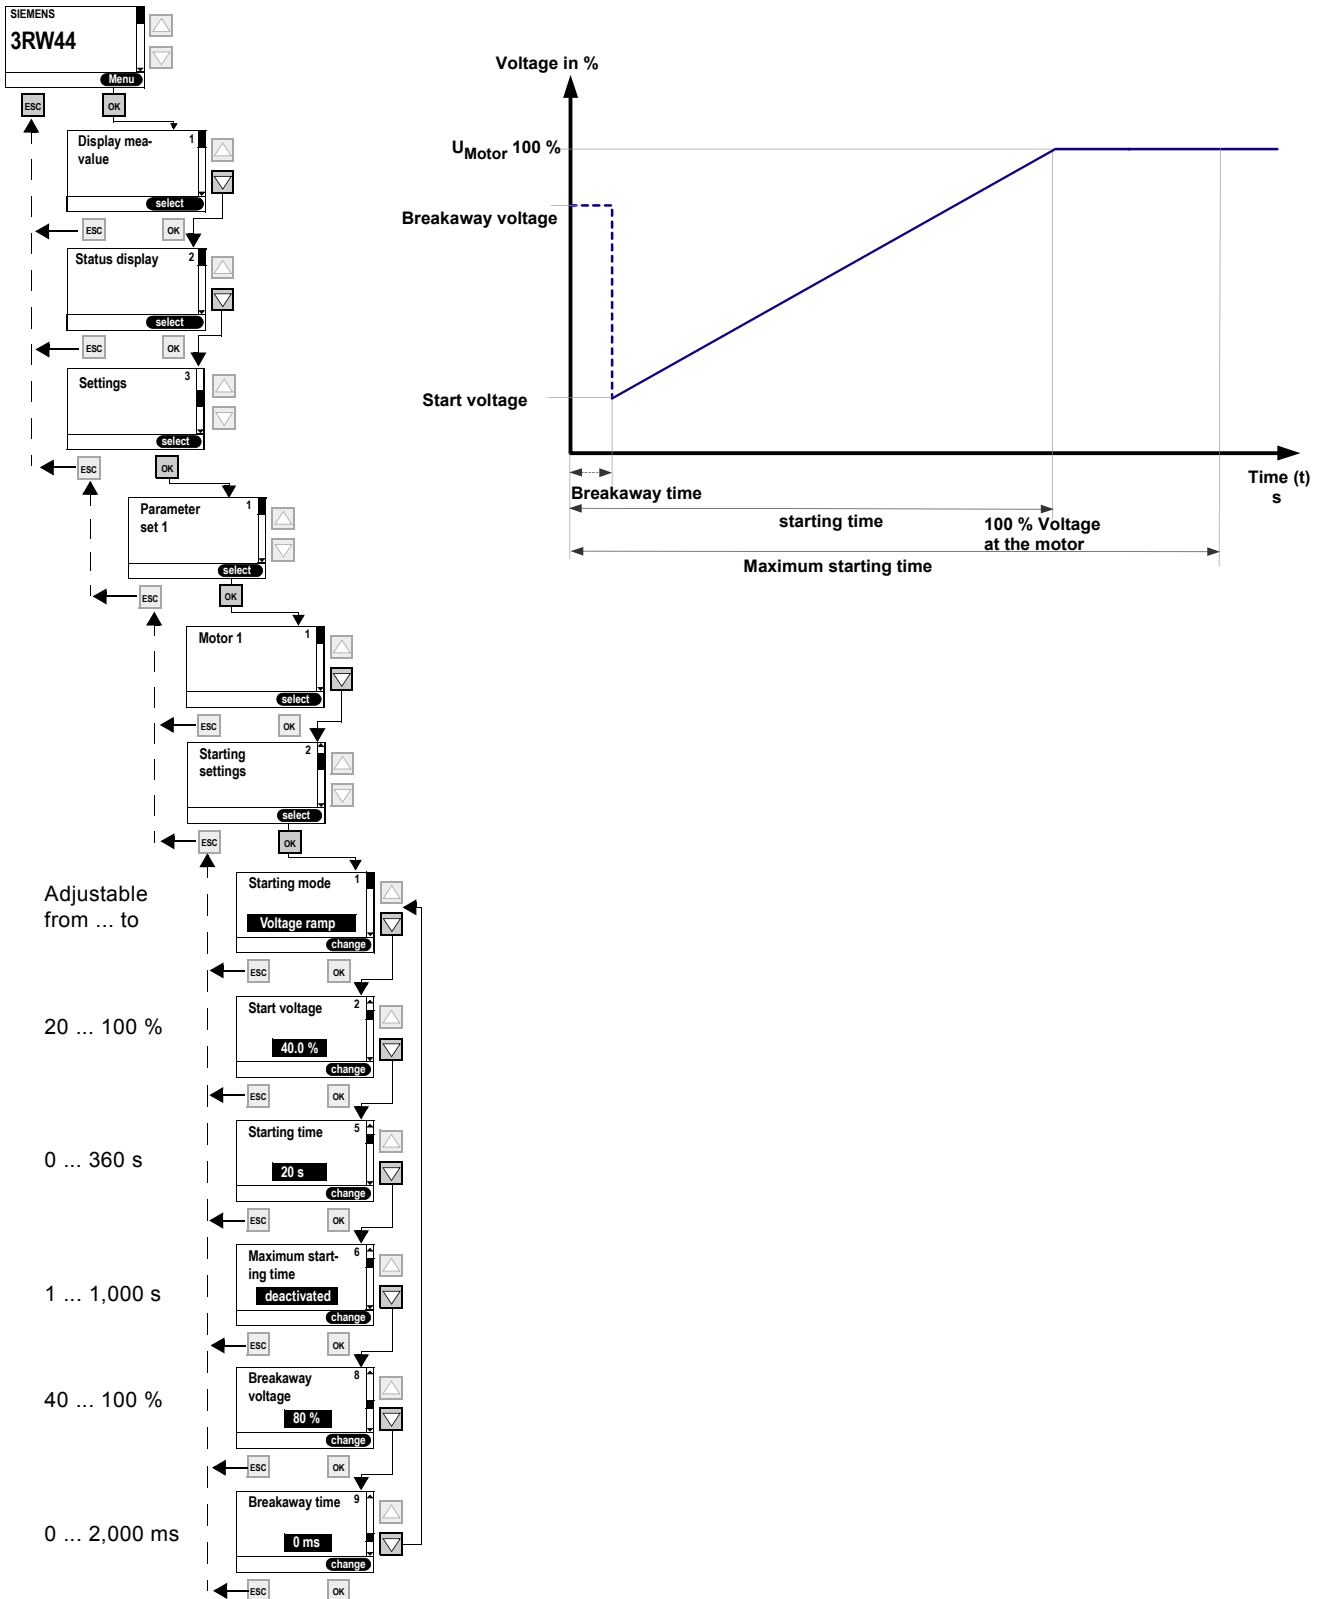 SIEMENS
3RW44
Menu
ESC
OK
Display mea-
value
1
select
ESC
OK
Status display
2
select
ESC
OK
Settings
3
select
ESC
OK
Parameter
set 1
1
select
ESC
OK
Motor 1
1
select
ESC
OK
Starting
settings
2
select
ESC
OK
Adjustable
from ... to
Starting mode
1
Voltage ramp
change
ESC
OK
20 ... 100 %
Start voltage
2
40.0 %
change
ESC
OK
0 ... 360 s
Starting time
5
20 s
change
ESC
OK
1 ... 1,000 s
Maximum start-
ing time
6
deactivated
change
ESC
OK
40 ... 100 %
Breakaway
voltage
8
80 %
change
ESC
OK
0 ... 2,000 ms
Breakaway time
9
0 ms
change
ESC
OK
Voltage in %
UMotor 100 %
Breakaway voltage
Start voltage
Time (t)
s
Breakaway time
starting time
100 % Voltage
at the motor
Maximum starting time